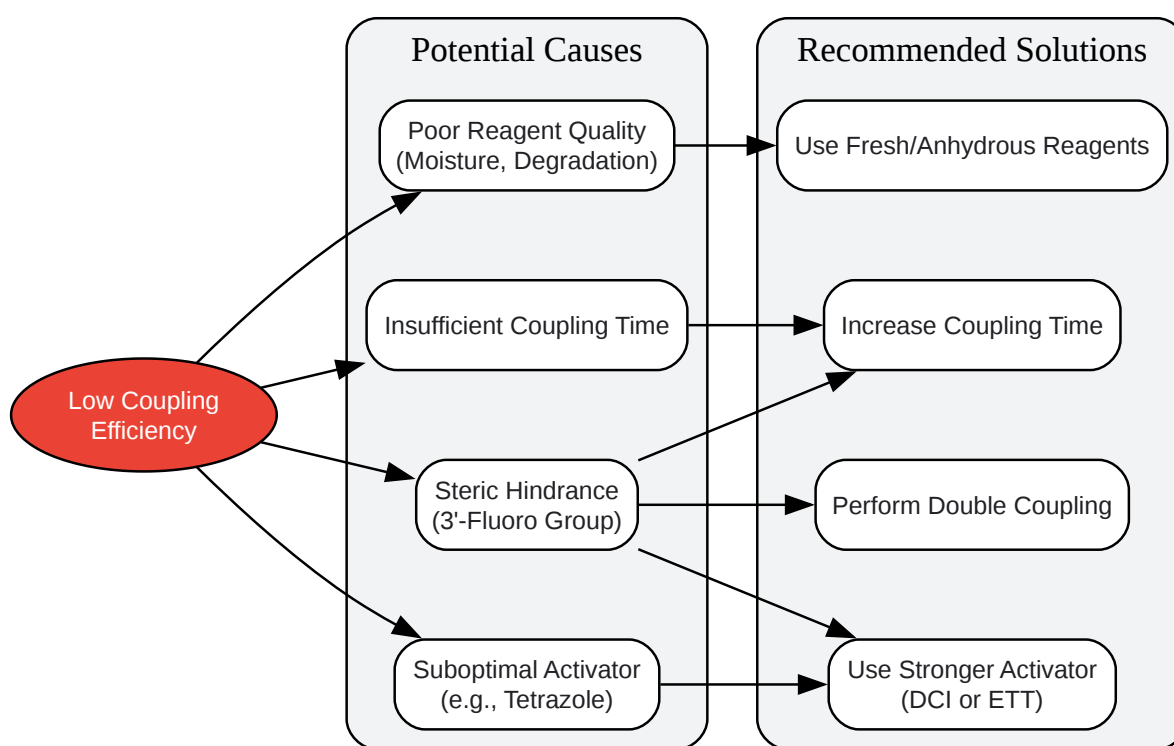 Potential Causes
Recommended Solutions
Poor Reagent Quality
(Moisture, Degradation)
Use Fresh/Anhydrous Reagents
Insufficient Coupling Time
Increase Coupling Time
Low Coupling
Efficiency
Steric Hindrance
(3'-Fluoro Group)
Perform Double Coupling
Suboptimal Activator
(e.g., Tetrazole)
Use Stronger Activator
(DCI or ETT)